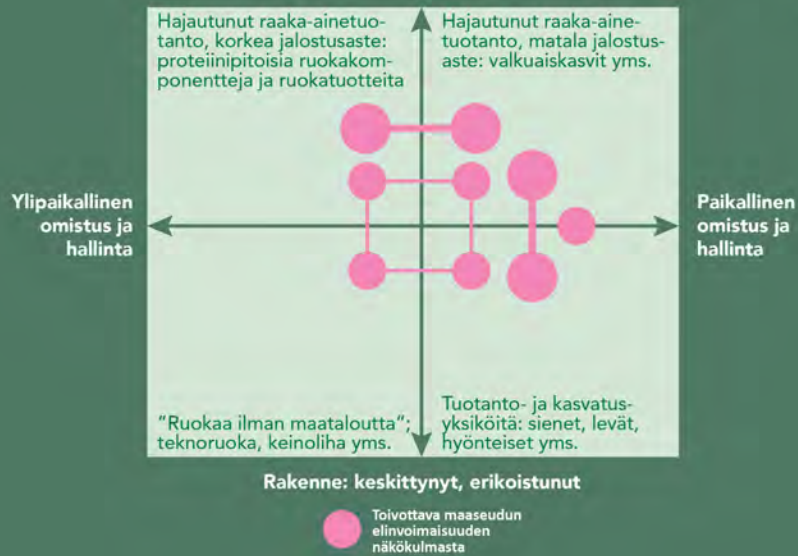 Hajautunut raaka-ainetuo-
tanto, korkea jalostusaste:
proteiinipitoisia ruokakom-
ponentteja ja ruokatuotteita
Hajautunut raaka-aine-
tuotanto, matala jalostus-
aste: valkuaiskasvit yms.
Ylipaikallinen
omistus ja
hallinta
Paikallinen
omistus ja
hallinta
"Ruokaa ilman maataloutta";
teknoruoka, keinoliha yms.
Tuotanto- ja kasvatus-
yksiköitä: sienet, levät,
hyönteiset yms.
Rakenne: keskittynyt, erikoistunut
Toivottava maaseudun
elinvoimaisuuden
näkökulmasta